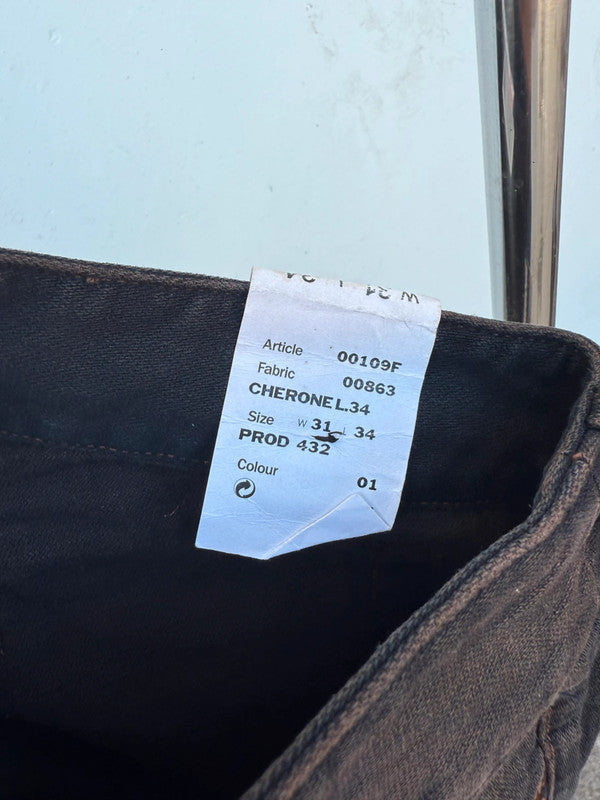 Article 00109F
Fabric 00863
CHERONE L.34
Size W 31 L 34
PROD 432
Colour 01